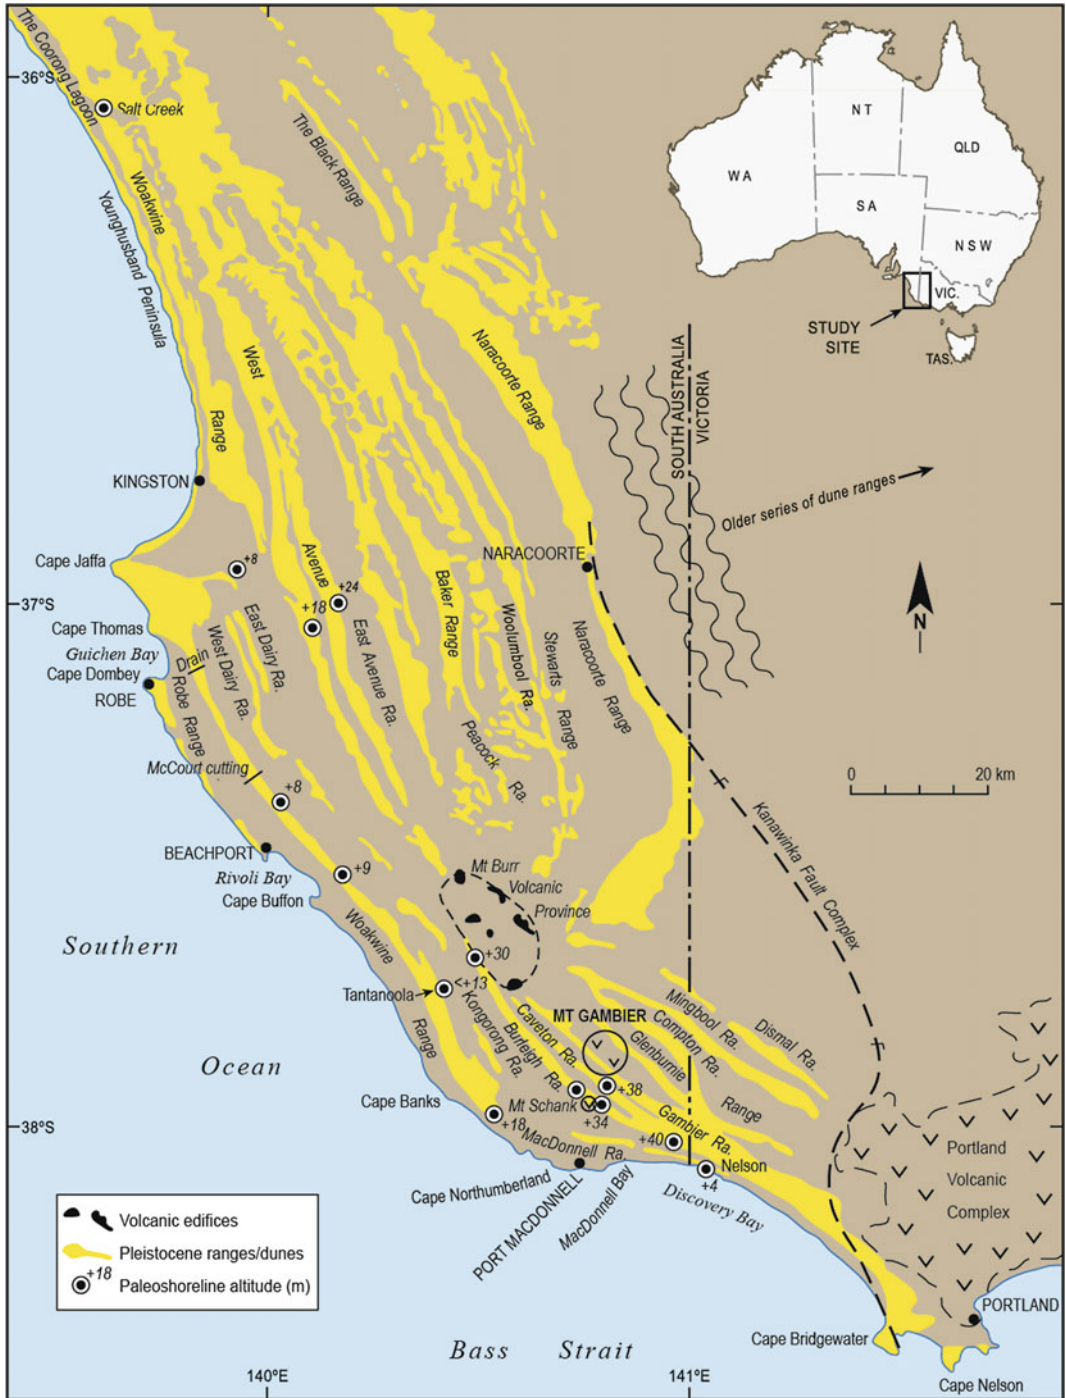 36°S
The Coorong Lagoon
Salt Creek
Woakwine
Younghusband Peninsula
Range
The Black Range
West
Avenue
Naracoorte Range
WA
NT
SA
QLD
NSW
VIC.
TAS.
STUDY
SITE
SOUTH AUSTRALIA
VICTORIA
Older series of dune ranges
KINGSTON
Cape Jaffa
NARACOORTE
+8
+24
+18
37°S
Cape Thomas
Guichen Bay
Cape Dombey
ROBE
Drain
Robe Range
West Dairy Ra.
East Dairy Ra.
East Avenue Ra.
Baker Range
Woolumbool Ra.
Stewarts
Range
Naracoorte Range
Peacock
Ra.
N
0
20 km
McCourt cutting
+8
BEACHPORT
Rivoli Bay
Cape Buffon
+9
Mt Burr
Volcanic
Province
Kanawinka Fault Complex
Southern
Ocean
Woakwine
Range
Tantanoola
+30
<+13
Kongorong Ra.
Burleigh Ra.
Caveton Ra.
MT GAMBIER
Glenburnie
Range
Compton Ra.
Mingbool Ra.
Dismal Ra.
Cape Banks
+18
Mt Schank
+38
+34
+40
Gambier Ra.
38°S
MacDonnell Ra.
Cape Northumberland
PORT MACDONNELL
MacDonnell Bay
Nelson
+4
Discovery Bay
Portland
Volcanic
Complex
PORTLAND
Cape Bridgewater
Cape Nelson
Bass Strait
Volcanic edifices
Pleistocene ranges/dunes
+18
Paleoshoreline altitude (m)
140°E
141°E